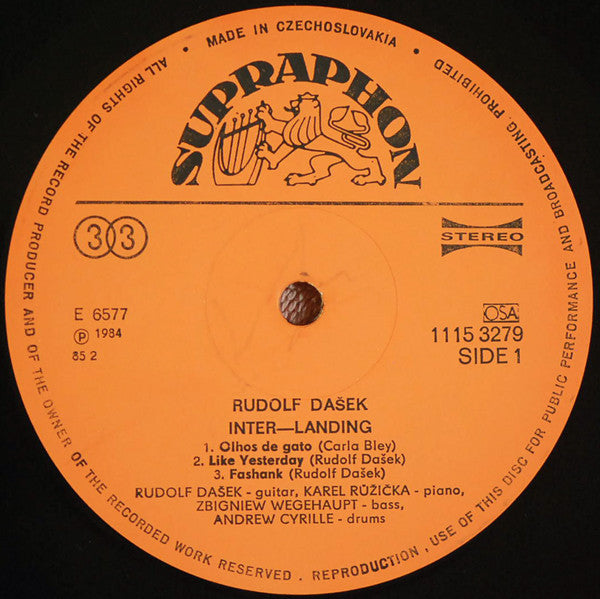 MADE IN CZECHOSLOVAKIA
ALL RIGHTS OF THE RECORD PRODUCER AND OF THE OWNER OF THE RECORDED WORK RESERVED . REPRODUCTION , USE OF THIS DISC FOR PUBLIC PERFORMANCE AND BROADCASTING PROHIBITED
SUPRAPHON
33
STEREO
E 6577
℗ 1984
85 2
OSA
1115 3279
SIDE 1
RUDOLF DAŠEK
INTER—LANDING
1. Olhos de gato (Carla Bley)
2. Like Yesterday (Rudolf Dašek)
3. Fashank (Rudolf Dašek)
RUDOLF DAŠEK - guitar, KAREL RŮŽIČKA - piano,
ZBIGNIEW WEGEHAUPT - bass,
ANDREW CYRILLE - drums